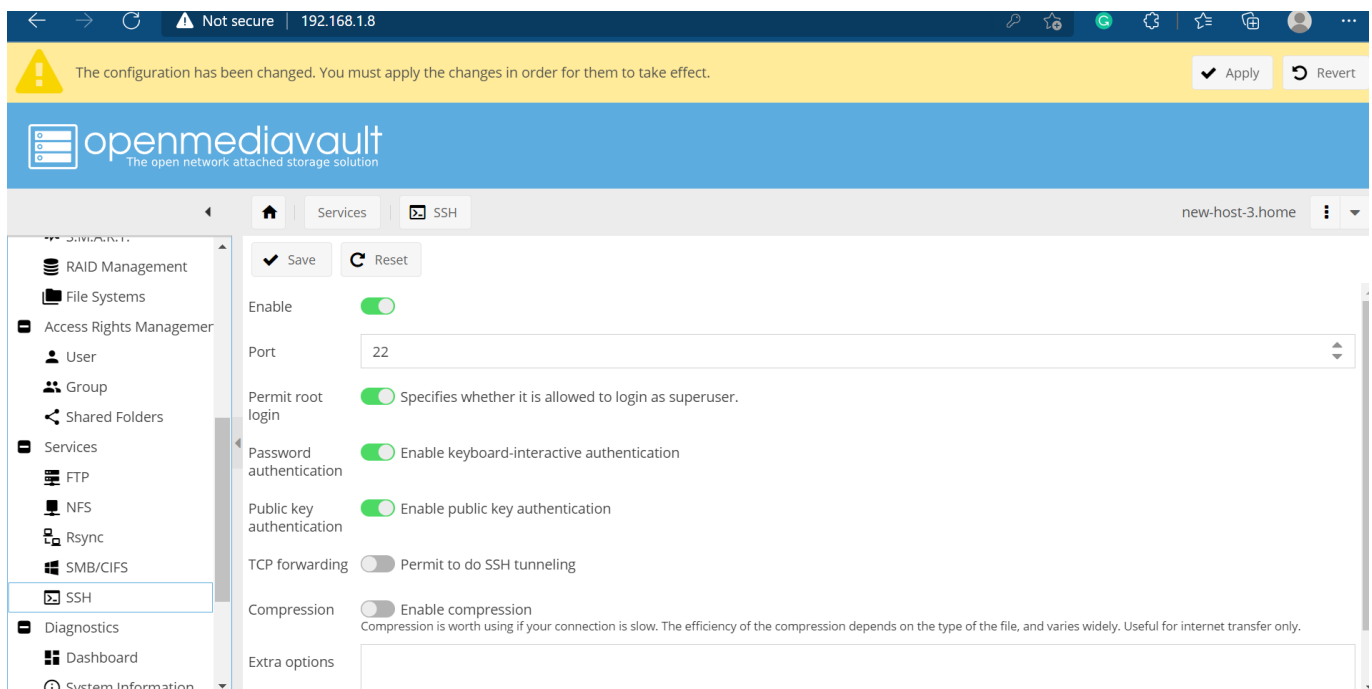 Not secure 192.168.1.8
The configuration has been changed. You must apply the changes in order for them to take effect.
Apply
Revert
openmediavault
The open network attached storage solution
Services
SSH
new-host-3.home
S.M.A.R.T.
RAID Management
File Systems
Access Rights Managemer
User
Group
Shared Folders
Services
FTP
NFS
Rsync
SMB/CIFS
SSH
Diagnostics
Dashboard
System Information
Save
Reset
Enable
Port
22
Permit root
login
Specifies whether it is allowed to login as superuser.
Password
authentication
Enable keyboard-interactive authentication
Public key
authentication
Enable public key authentication
TCP forwarding
Permit to do SSH tunneling
Compression
Enable compression
Compression is worth using if your connection is slow. The efficiency of the compression depends on the type of the file, and varies widely. Useful for internet transfer only.
Extra options